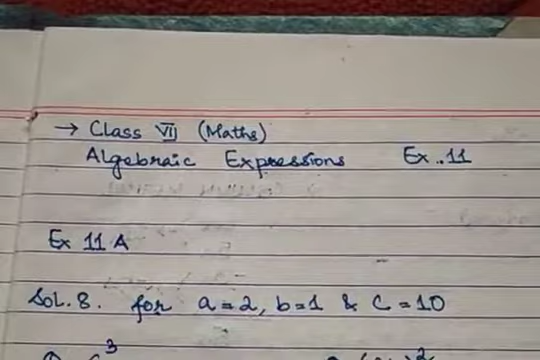 → Class VII (Maths)
Algebraic Expressions Ex..11
Ex 11 A
Sol. 8. for a=2, b=1 & C=10